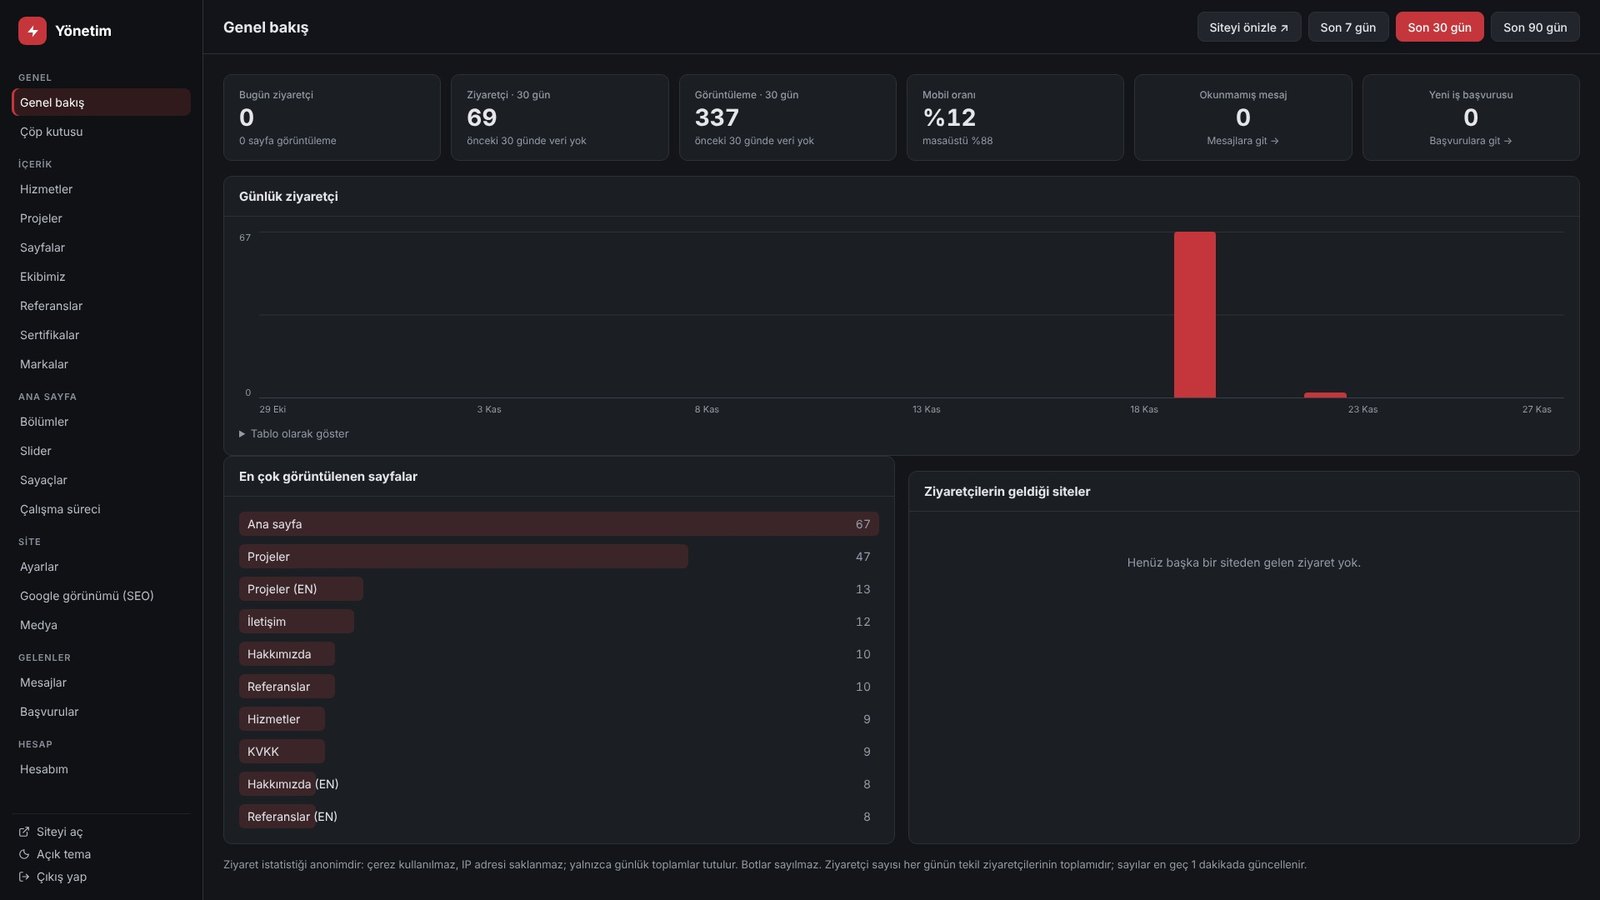 Yönetim
GENEL
Genel bakış
Çöp kutusu
İÇERİK
Hizmetler
Projeler
Sayfalar
Ekibimiz
Referanslar
Sertifikalar
Markalar
ANA SAYFA
Bölümler
Slider
Sayaçlar
Çalışma süreci
SİTE
Ayarlar
Google görünümü (SEO)
Medya
GELENLER
Mesajlar
Başvurular
HESAP
Hesabım
Siteyi aç
Açık tema
Çıkış yap
Genel bakış
Siteyi önizle ↗
Son 7 gün
Son 30 gün
Son 90 gün
Bugün ziyaretçi
0
0 sayfa görüntüleme
Ziyaretçi · 30 gün
69
önceki 30 günde veri yok
Görüntüleme · 30 gün
337
önceki 30 günde veri yok
Mobil oranı
%12
masaüstü %88
Okunmamış mesaj
0
Mesajlara git →
Yeni iş başvurusu
0
Başvurulara git →
Günlük ziyaretçi
67
0
29 Eki 3 Kas 8 Kas 13 Kas 18 Kas 23 Kas 27 Kas
▶ Tablo olarak göster
En çok görüntülenen sayfalar
Ana sayfa 67
Projeler 47
Projeler (EN) 13
İletişim 12
Hakkımızda 10
Referanslar 10
Hizmetler 9
KVKK 9
Hakkımızda (EN) 8
Referanslar (EN) 8
Ziyaretçilerin geldiği siteler
Henüz başka bir siteden gelen ziyaret yok.
Ziyaret istatistiği anonimdir: çerez kullanılmaz, IP adresi saklanmaz; yalnızca günlük toplamlar tutulur. Botlar sayılmaz. Ziyaretçi sayısı her günün tekil ziyaretçilerinin toplamıdır; sayılar en geç 1 dakikada güncellenir.